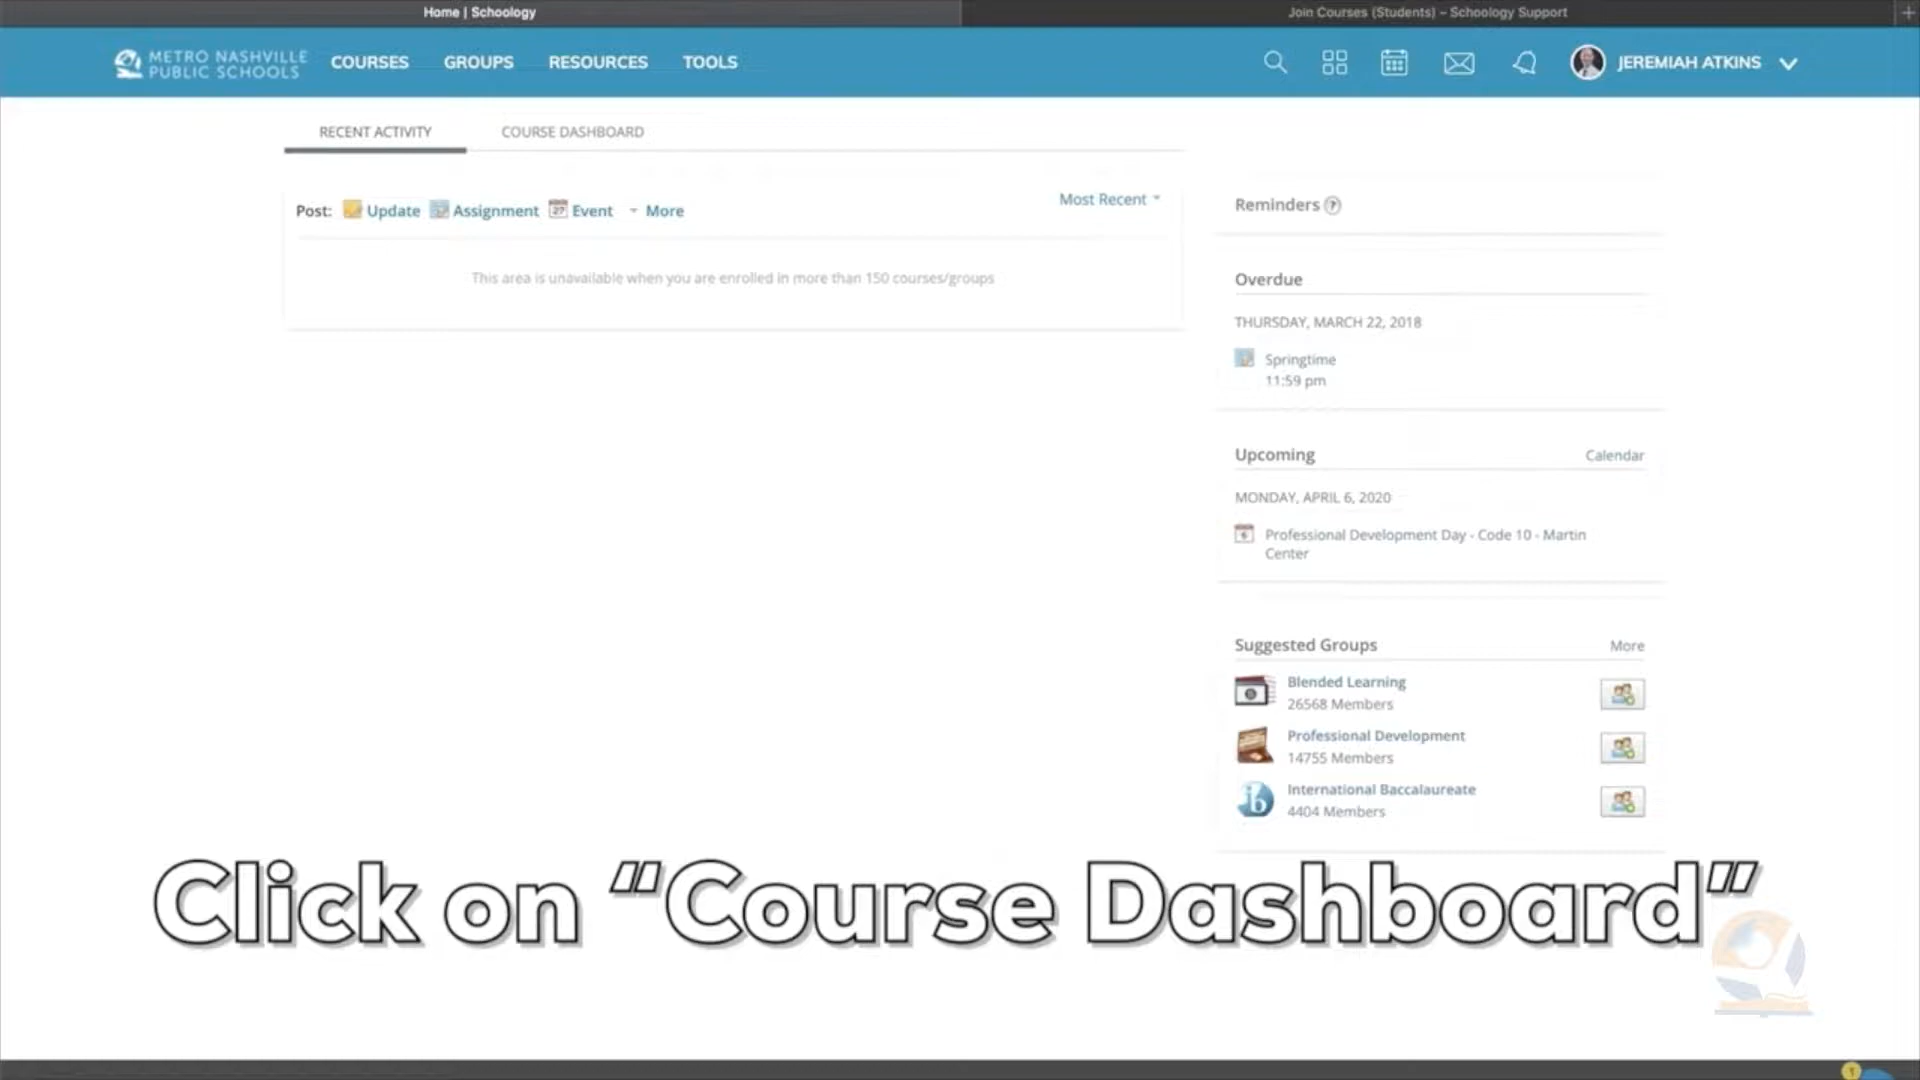 Home | Schoology
Join Courses (Students) – Schoology Support
METRO NASHVILLE
PUBLIC SCHOOLS
COURSES
GROUPS
RESOURCES
TOOLS
JEREMIAH ATKINS
RECENT ACTIVITY
COURSE DASHBOARD
Post:
Update
Assignment
27
Event
More
Most Recent
This area is unavailable when you are enrolled in more than 150 courses/groups
Reminders ?
Overdue
THURSDAY, MARCH 22, 2018
Springtime
11:59 pm
Upcoming
Calendar
MONDAY, APRIL 6, 2020
6
Professional Development Day - Code 10 - Martin
Center
Suggested Groups
More
Blended Learning
26568 Members
Professional Development
14755 Members
ib
International Baccalaureate
4404 Members
Click on “Course Dashboard”
1